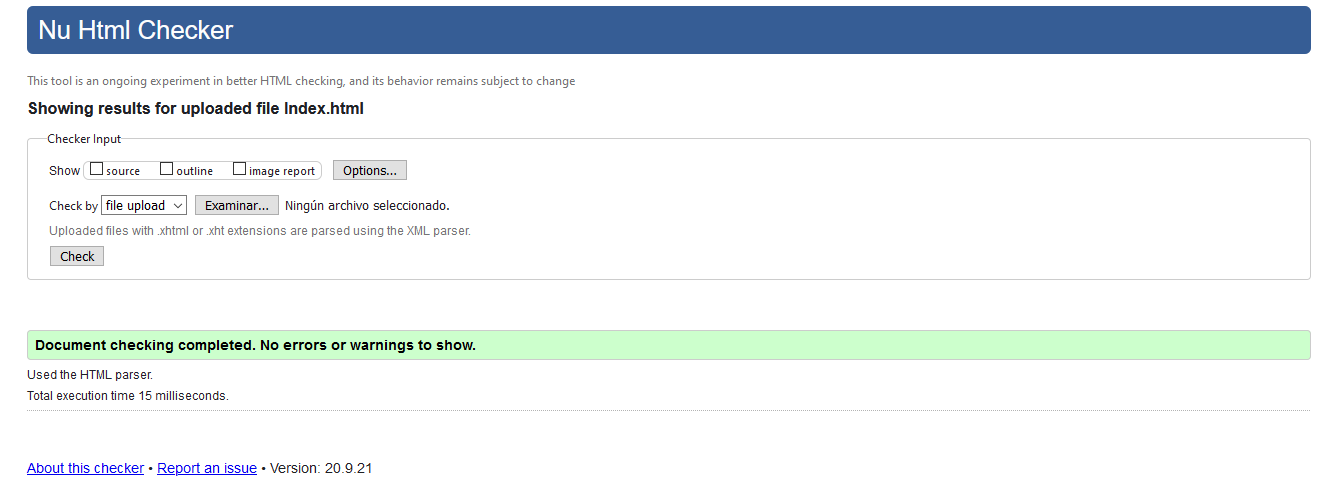 Nu Html Checker
This tool is an ongoing experiment in better HTML checking, and its behavior remains subject to change
Showing results for uploaded file Index.html
Checker Input
Show source outline image report Options...
Check by file upload Examinar... Ningún archivo seleccionado.
Uploaded files with .xhtml or .xht extensions are parsed using the XML parser.
Check
Document checking completed. No errors or warnings to show.
Used the HTML parser.
Total execution time 15 milliseconds.
About this checker • Report an issue • Version: 20.9.21